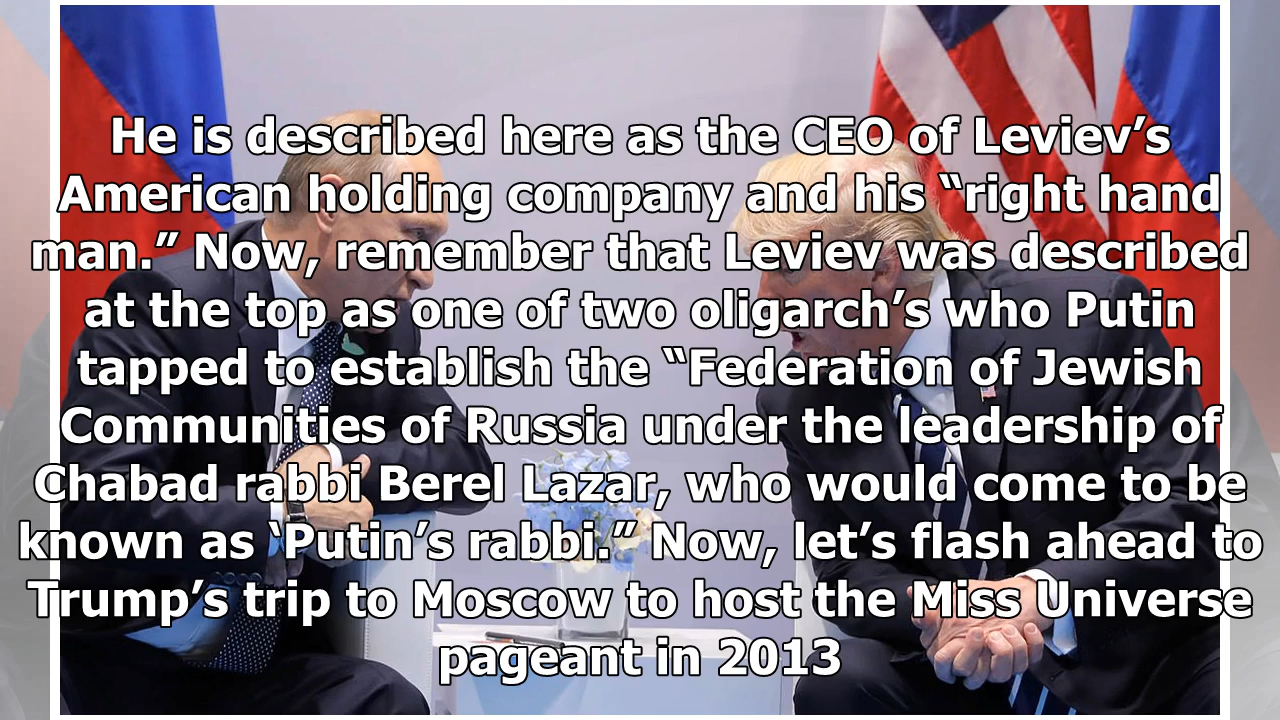 He is described here as the CEO of Leviev’s
American holding company and his “right hand
man.” Now, remember that Leviev was described
at the top as one of two oligarch’s who Putin
tapped to establish the “Federation of Jewish
Communities of Russia under the leadership of
Chabad rabbi Berel Lazar, who would come to be
known as ‘Putin’s rabbi.” Now, let’s flash ahead to
Trump’s trip to Moscow to host the Miss Universe
pageant in 2013